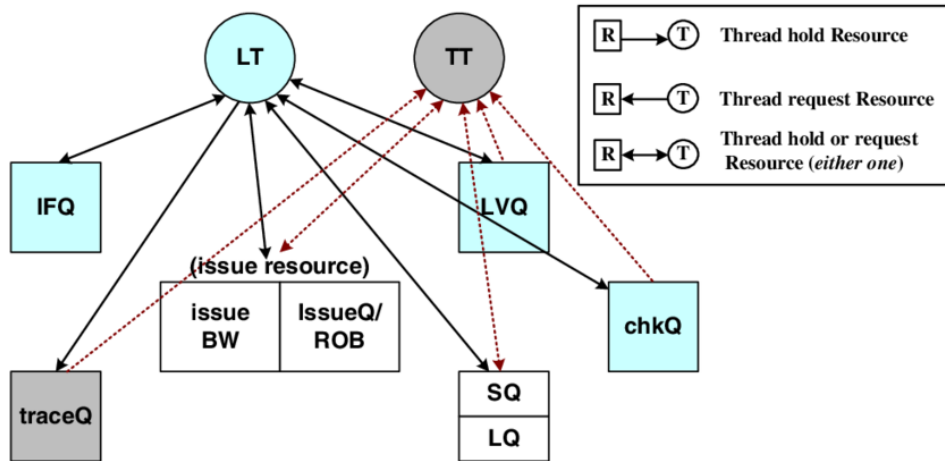 LT
TT
R
T
Thread hold Resource
R
T
Thread request Resource
R
T
Thread hold or request
Resource (either one)
IFQ
LVQ
(issue resource)
issue
BW
IssueQ/
ROB
chkQ
traceQ
SQ
LQ